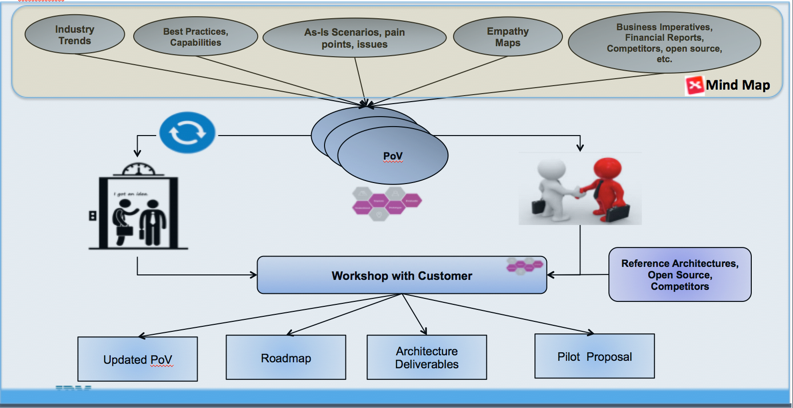 Industry
Trends
Best Practices,
Capabilities
As-Is Scenarios, pain
points, issues
Empathy
Maps
Business Imperatives,
Financial Reports,
Competitors, open source,
etc.
Mind Map
PoV
I got an idea.
Workshop with Customer
Reference Architectures,
Open Source,
Competitors
Updated PoV
Roadmap
Architecture
Deliverables
Pilot Proposal